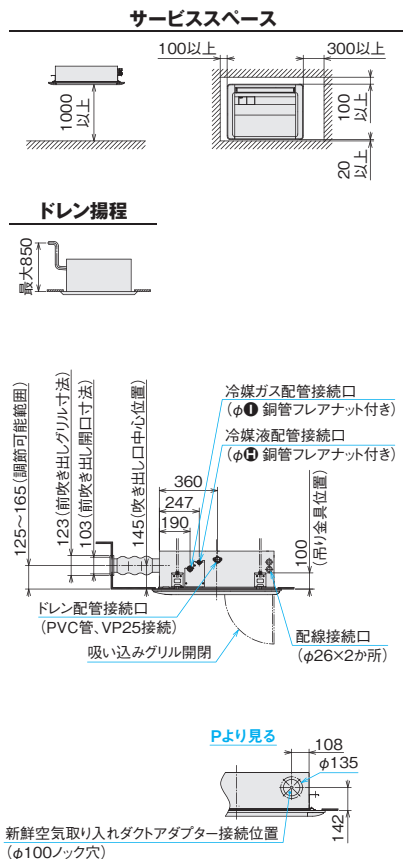 サービススペース
100以上
300以上
1000
以上
100
以上
20
以上
ドレン揚程
最大850
125〜165(調節可能範囲)
123(前吹き出しグリル寸法)
103(前吹き出し開口寸法)
145(吹き出し口中心位置)
冷媒ガス配管接続口
(φⒾ 銅管フレアナット付き)
冷媒液配管接続口
(φⒽ 銅管フレアナット付き)
360
247
190
100
(吊り金具位置)
ドレン配管接続口
(PVC管、VP25接続)
吸い込みグリル開閉
配線接続口
(φ26×2か所)
Pより見る
108
φ135
142
新鮮空気取り入れダクトアダプター接続位置
(φ100ノック穴)